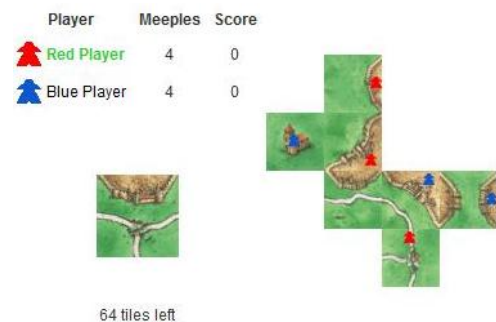 Player Meeples Score
Red Player 4 0
Blue Player 4 0
64 tiles left